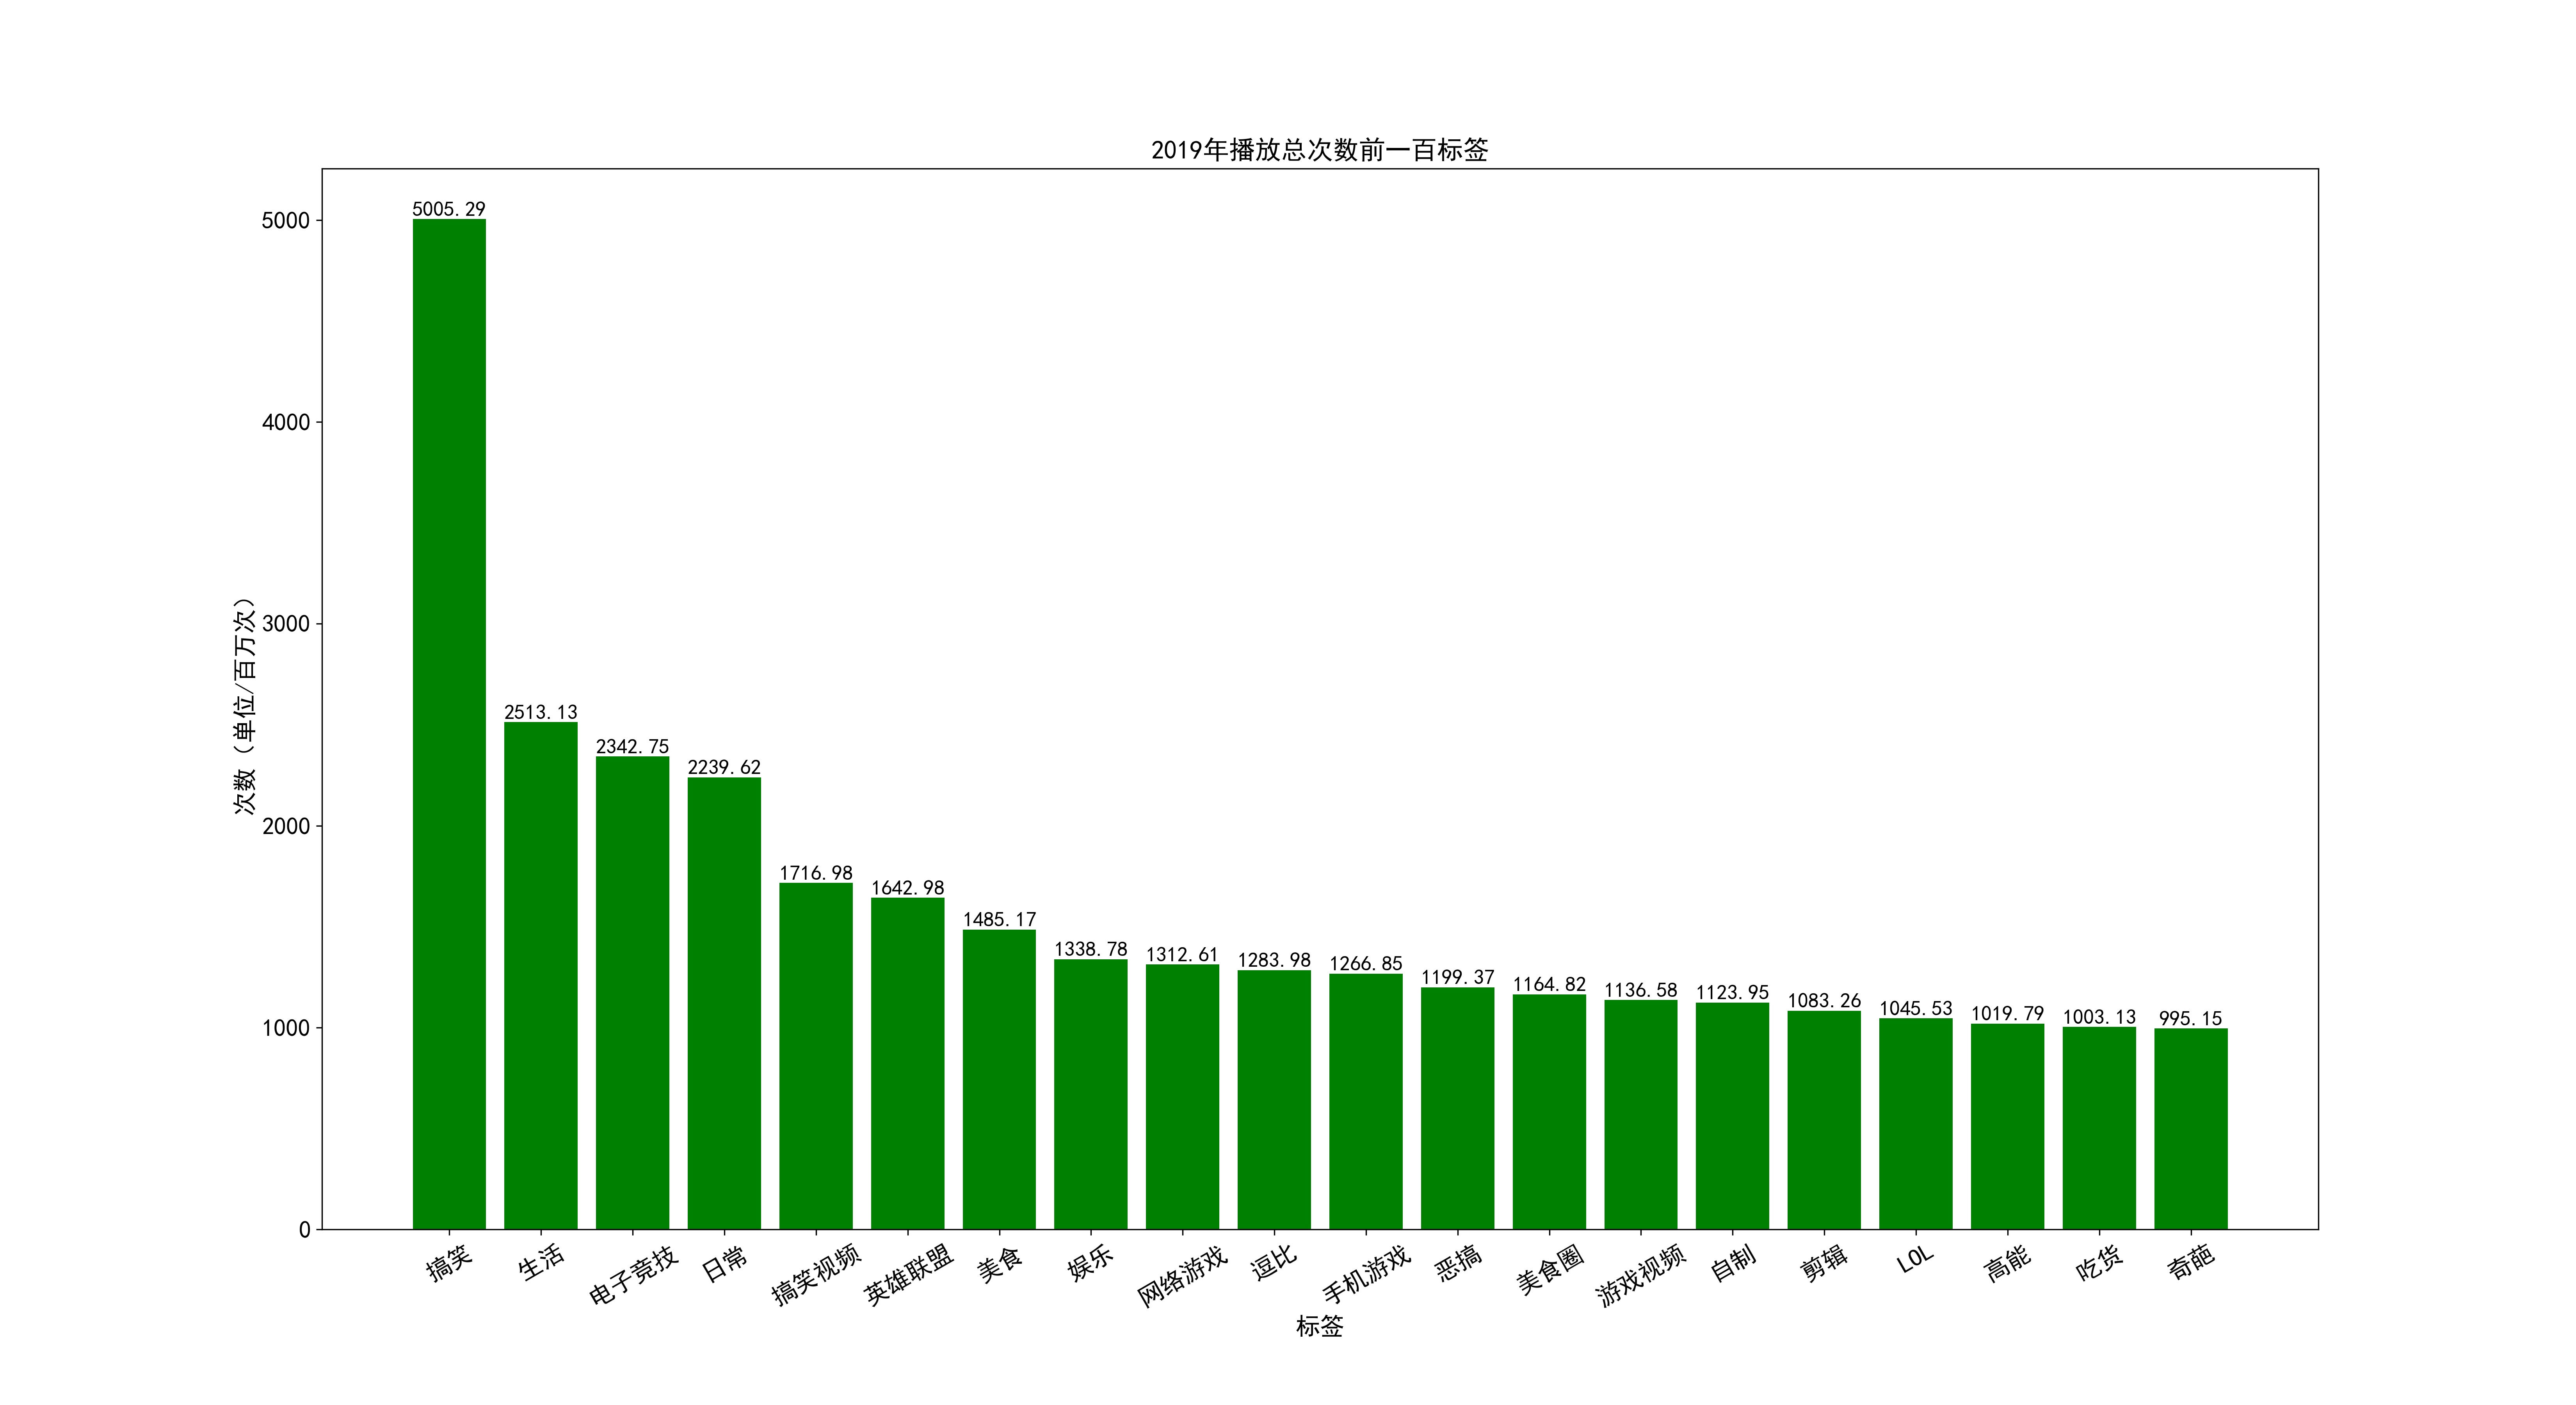 2019年播放总次数前一百标签
次数（单位/百万次）
5000
4000
3000
2000
1000
0
5005.29
2513.13
2342.75
2239.62
1716.98
1642.98
1485.17
1338.78
1312.61
1283.98
1266.85
1199.37
1164.82
1136.58
1123.95
1083.26
1045.53
1019.79
1003.13
995.15
搞笑
生活
电子竞技
日常
搞笑视频
英雄联盟
美食
娱乐
网络游戏
逗比
手机游戏
恶搞
美食圈
游戏视频
自制
剪辑
LOL
高能
吃货
奇葩
标签